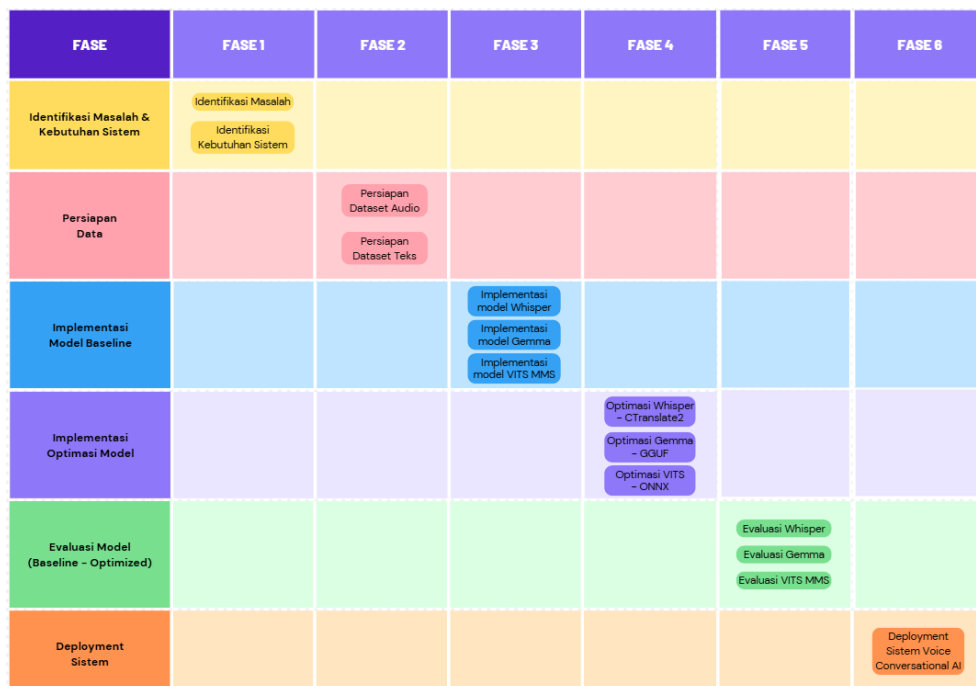 FASE
FASE 1
FASE 2
FASE 3
FASE 4
FASE 5
FASE 6
Identifikasi Masalah &
Kebutuhan Sistem
Identifikasi Masalah
Identifikasi
Kebutuhan Sistem
Persiapan
Data
Persiapan
Dataset Audio
Persiapan
Dataset Teks
Implementasi
Model Baseline
Implementasi
model Whisper
Implementasi
model Gemma
Implementasi
model VITS MMS
Implementasi
Optimasi Model
Optimasi Whisper
- CTranslate2
Optimasi Gemma
- GGUF
Optimasi VITS
- ONNX
Evaluasi Model
(Baseline - Optimized)
Evaluasi Whisper
Evaluasi Gemma
Evaluasi VITS MMS
Deployment
Sistem
Deployment
Sistem Voice
Conversational AI